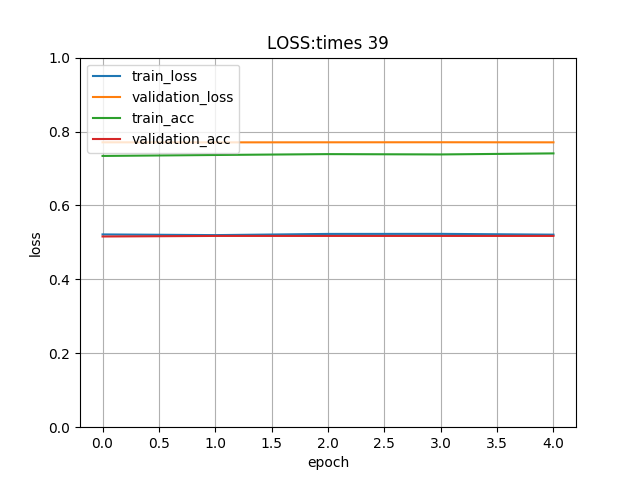 LOSS:times 39
train_loss
validation_loss
train_acc
validation_acc
1.0
0.8
0.6
0.4
0.2
0.0
loss
0.0 0.5 1.0 1.5 2.0 2.5 3.0 3.5 4.0
epoch